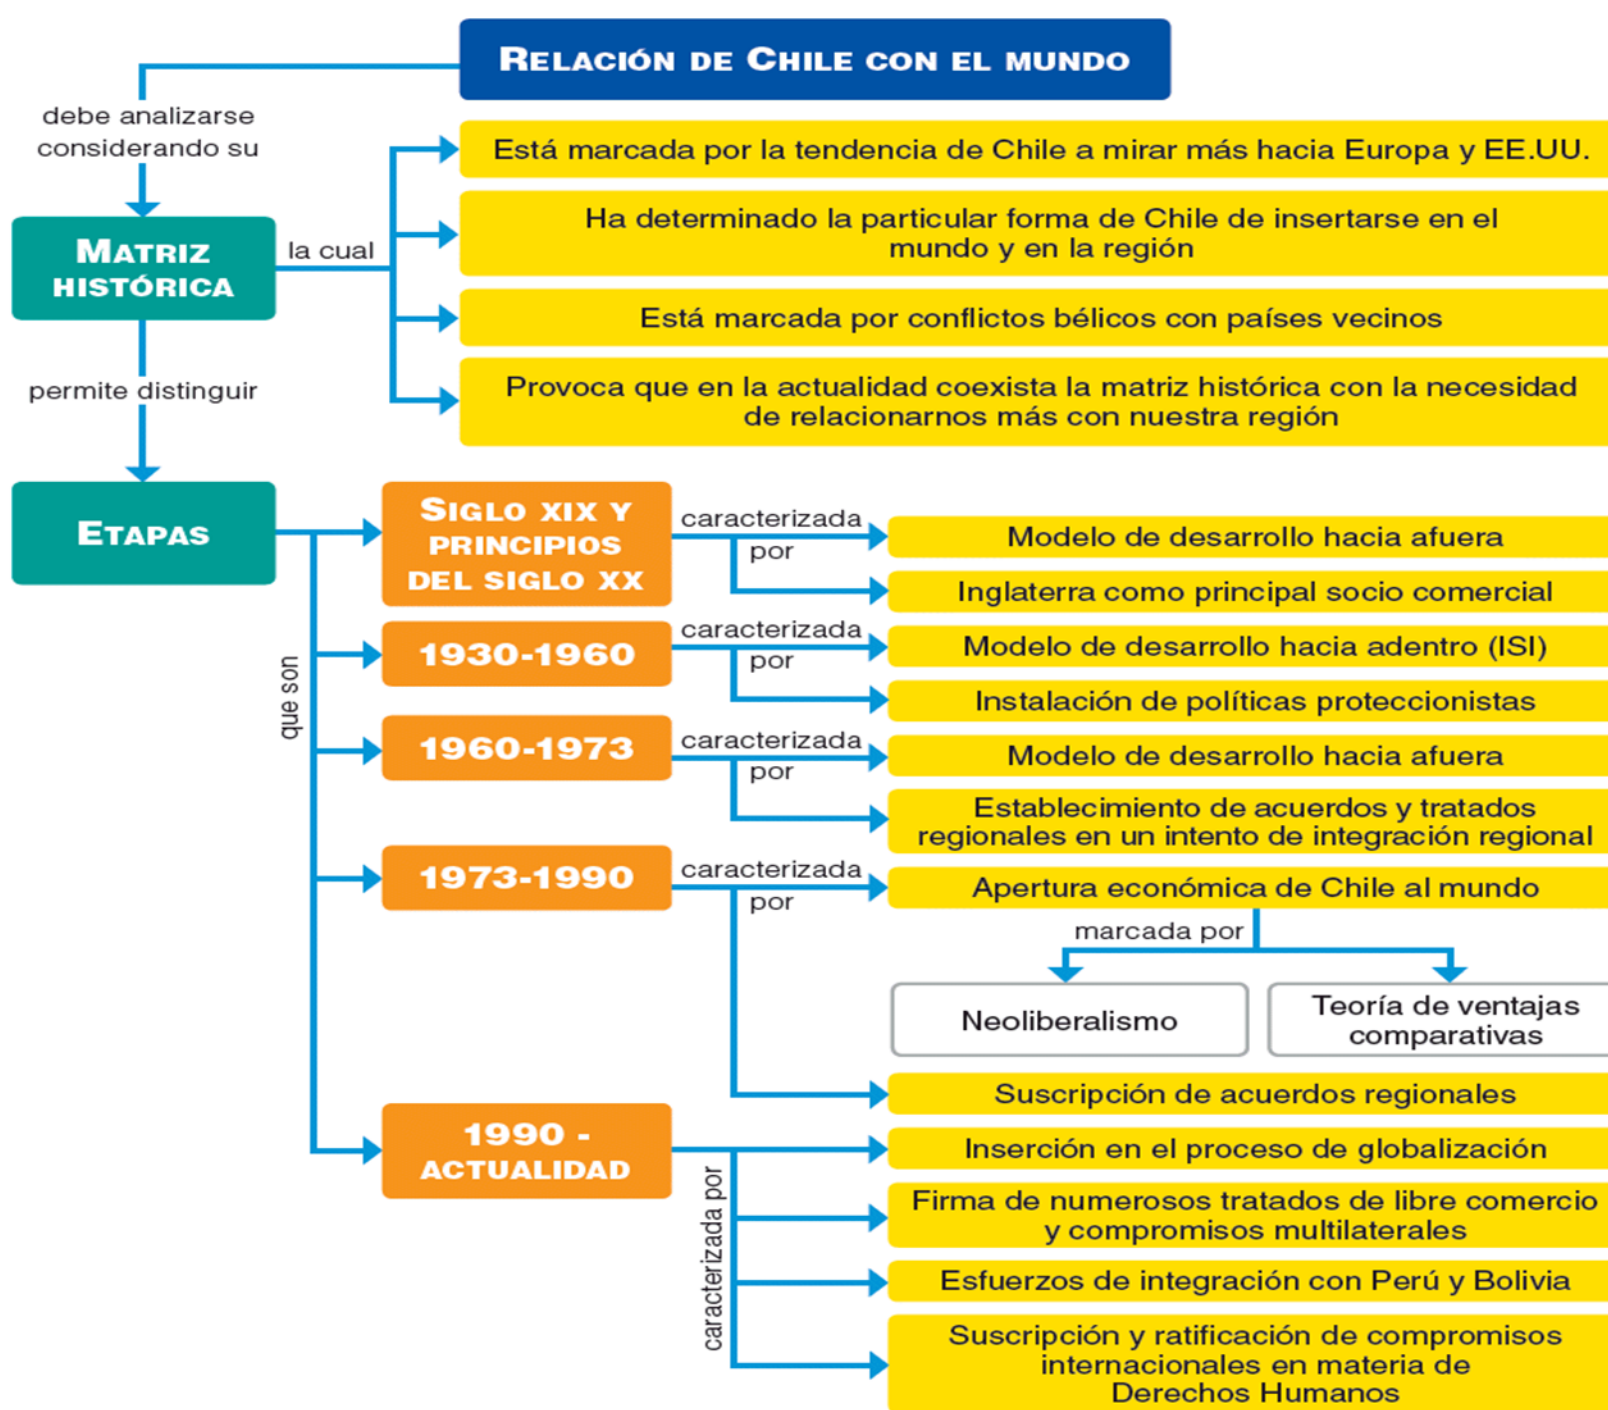 RELACIÓN DE CHILE CON EL MUNDO
debe analizarse
considerando su
MATRIZ
HISTÓRICA
la cual
Está marcada por la tendencia de Chile a mirar más hacia Europa y EE.UU.
Ha determinado la particular forma de Chile de insertarse en el
mundo y en la región
Está marcada por conflictos bélicos con países vecinos
Provoca que en la actualidad coexista la matriz histórica con la necesidad
de relacionarnos más con nuestra región
permite distinguir
ETAPAS
que son
SIGLO XIX Y
PRINCIPIOS
DEL SIGLO XX
caracterizada
por
Modelo de desarrollo hacia afuera
Inglaterra como principal socio comercial
1930-1960
caracterizada
por
Modelo de desarrollo hacia adentro (ISI)
Instalación de políticas proteccionistas
1960-1973
caracterizada
por
Modelo de desarrollo hacia afuera
Establecimiento de acuerdos y tratados
regionales en un intento de integración regional
1973-1990
caracterizada
por
Apertura económica de Chile al mundo
marcada por
Neoliberalismo
Teoría de ventajas
comparativas
Suscripción de acuerdos regionales
1990 -
ACTUALIDAD
caracterizada por
Inserción en el proceso de globalización
Firma de numerosos tratados de libre comercio
y compromisos multilaterales
Esfuerzos de integración con Perú y Bolivia
Suscripción y ratificación de compromisos
internacionales en materia de
Derechos Humanos